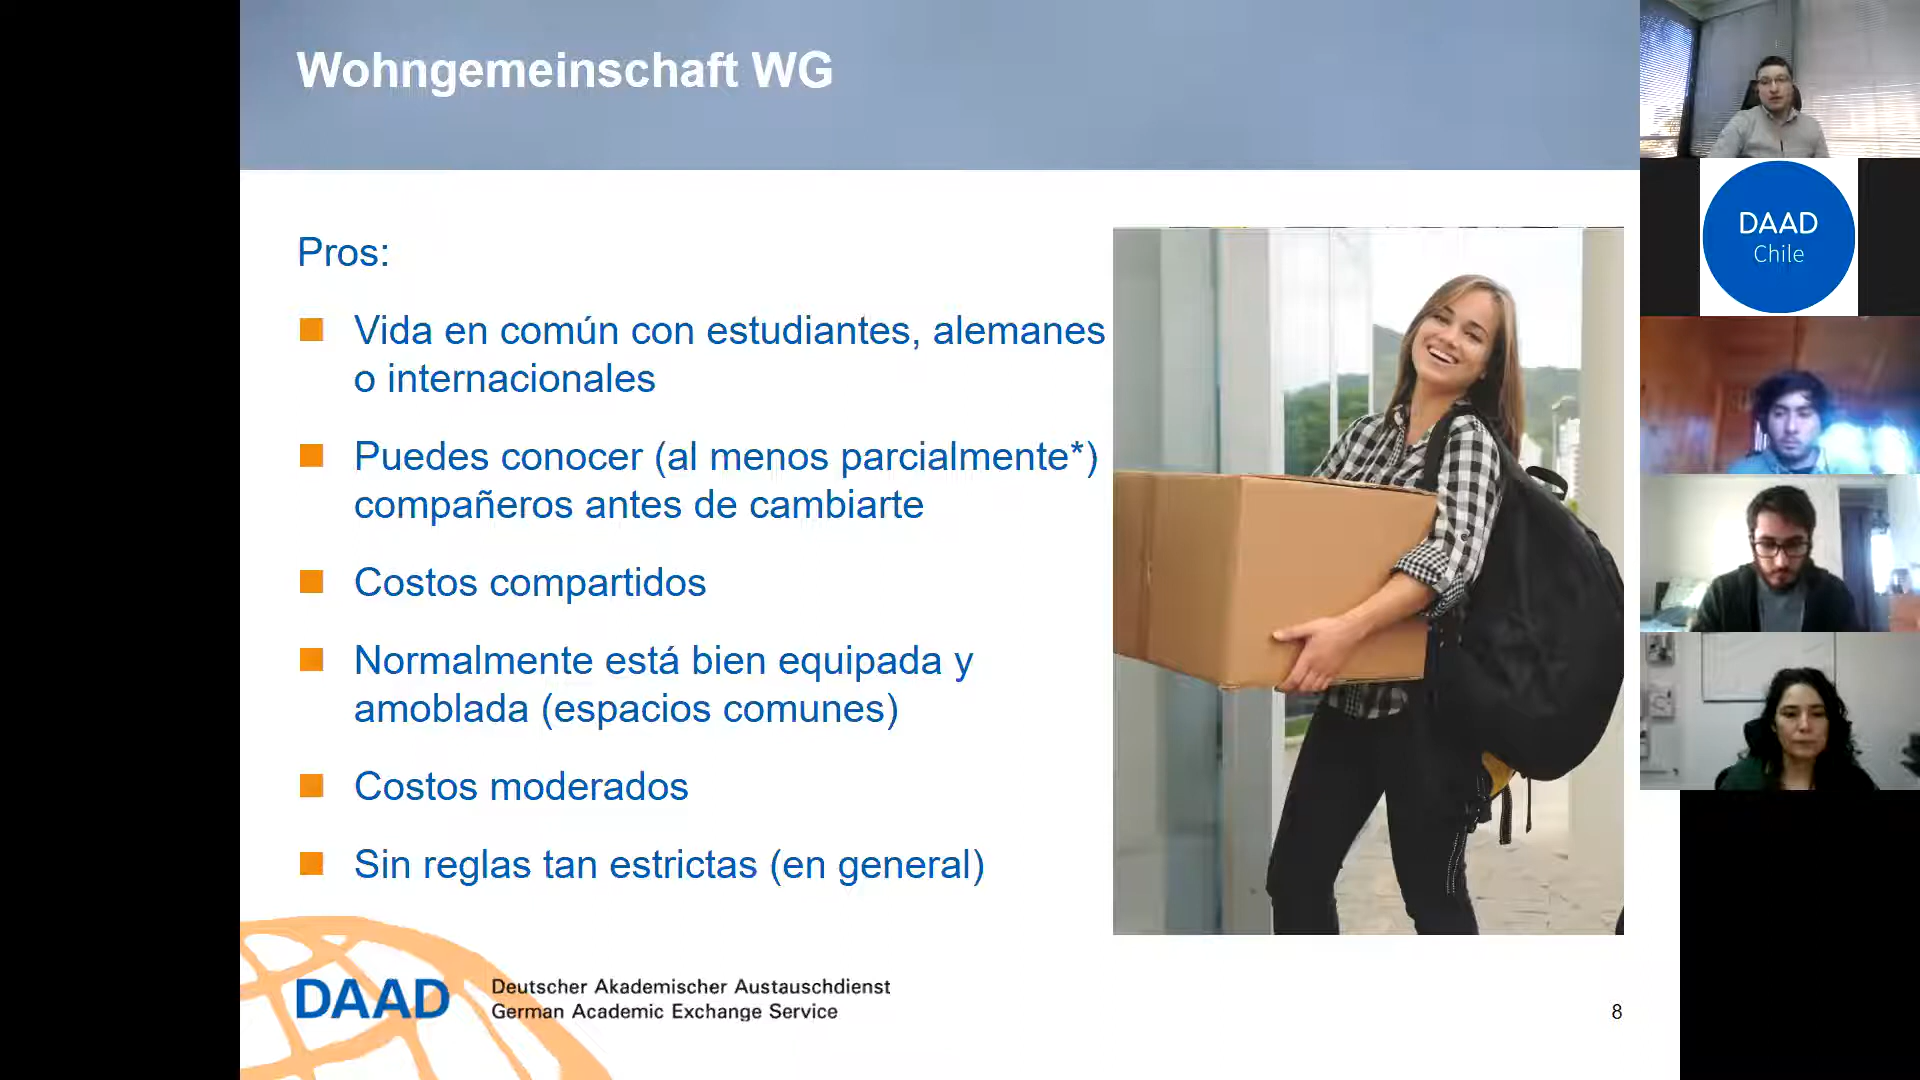 Wohngemeinschaft WG
Pros:
Vida en común con estudiantes, alemanes
o internacionales
Puedes conocer (al menos parcialmente*)
compañeros antes de cambiarte
Costos compartidos
Normalmente está bien equipada y
amoblada (espacios comunes)
Costos moderados
Sin reglas tan estrictas (en general)
DAAD
Deutscher Akademischer Austauschdienst
German Academic Exchange Service
8
DAAD
Chile